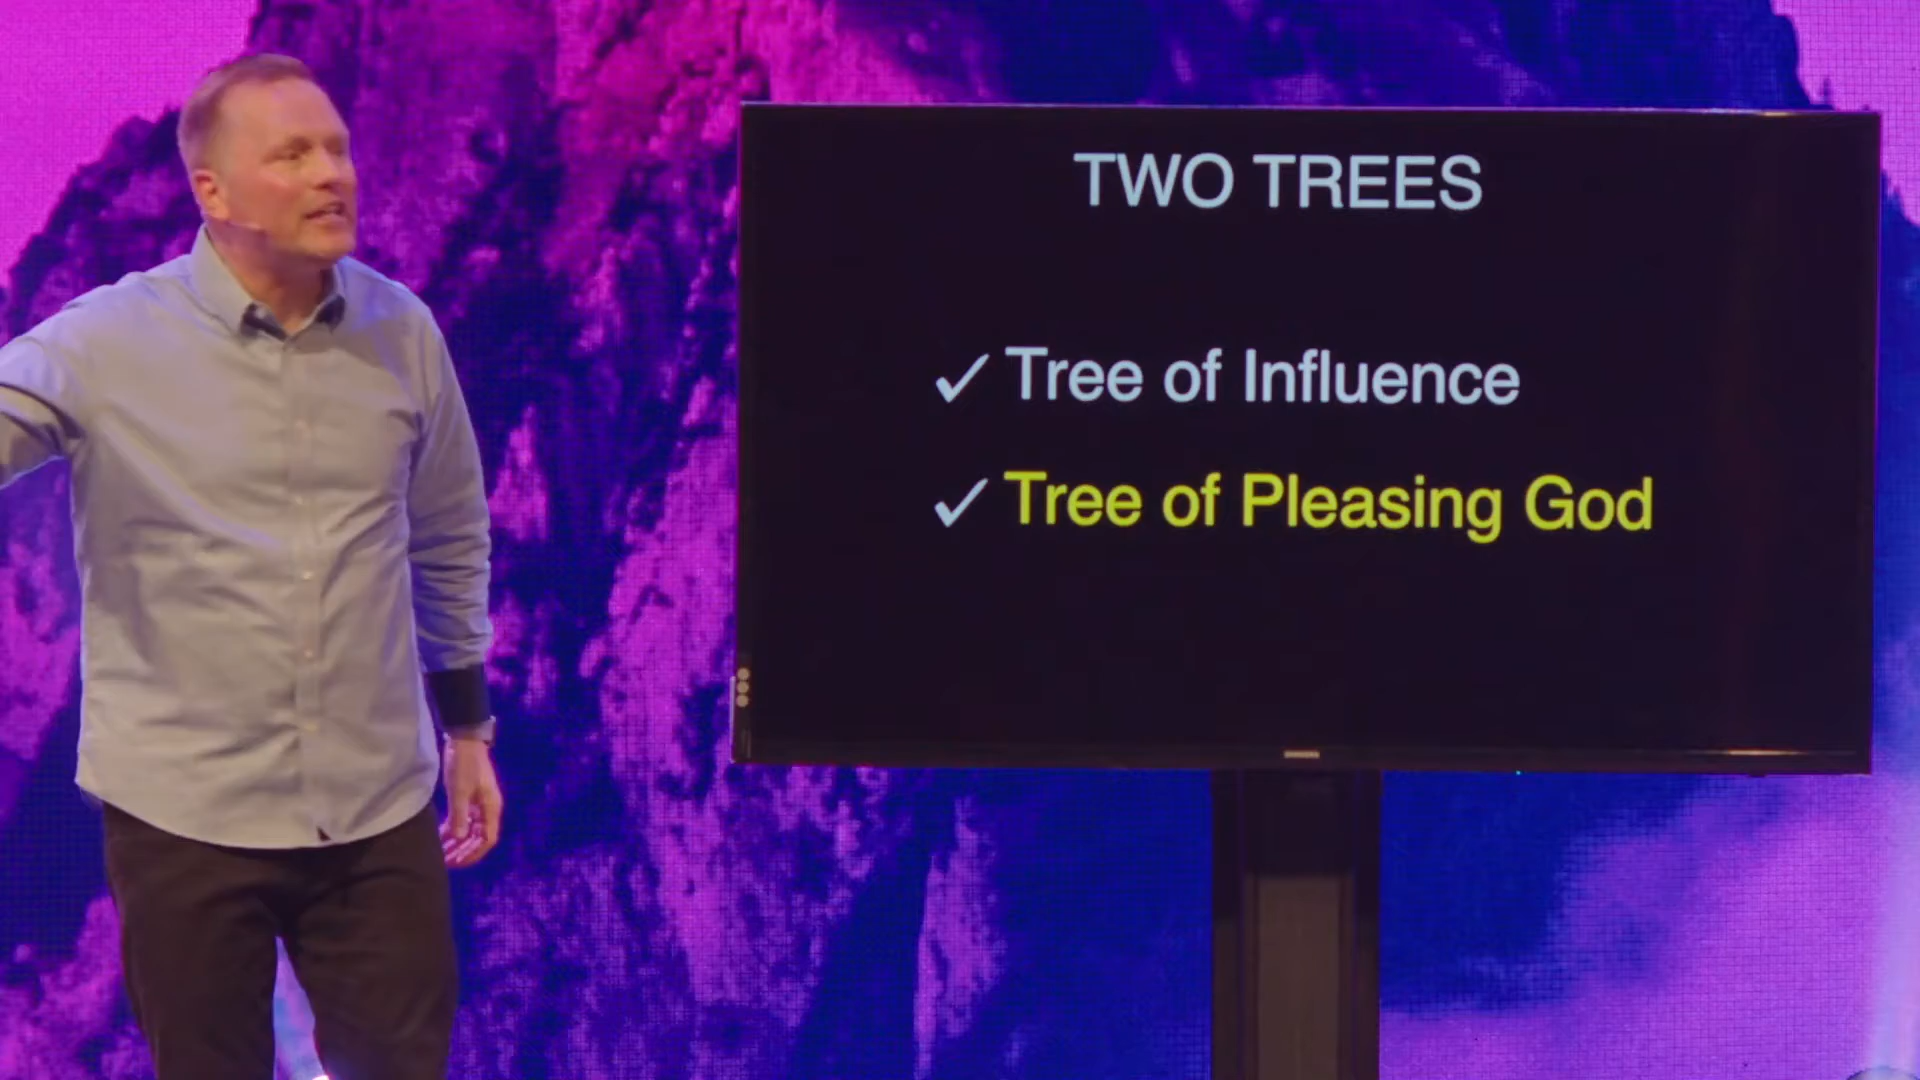 TWO TREES
✓ Tree of Influence
✓ Tree of Pleasing God